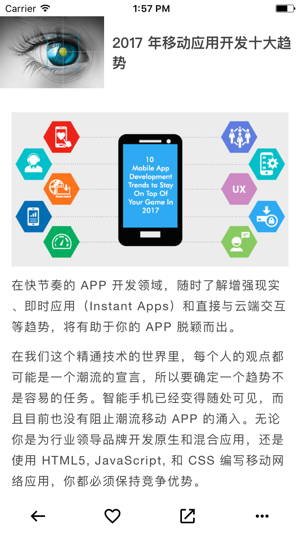 Carrier 1:57 PM
2017 年移动应用开发十大趋
势
10
Mobile App
Development
Trends to Stay
On Top Of
Your Game In
2017
UX
在快节奏的 APP 开发领域，随时了解增强现实
、即时应用（Instant Apps）和直接与云端交互
等趋势，将有助于你的 APP 脱颖而出。
在我们这个精通技术的世界里，每个人的观点都
可能是一个潮流的宣言，所以要确定一个趋势不
是容易的任务。智能手机已经变得随处可见，而
且目前也没有阻止潮流移动 APP 的涌入。无论
你是为行业领导品牌开发原生和混合应用，还是
使用 HTML5, JavaScript, 和 CSS 编写移动网
络应用，你都必须保持竞争优势。